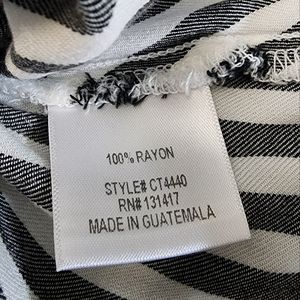 100% RAYON
STYLE# CT4440
RN# 131417
MADE IN GUATEMALA